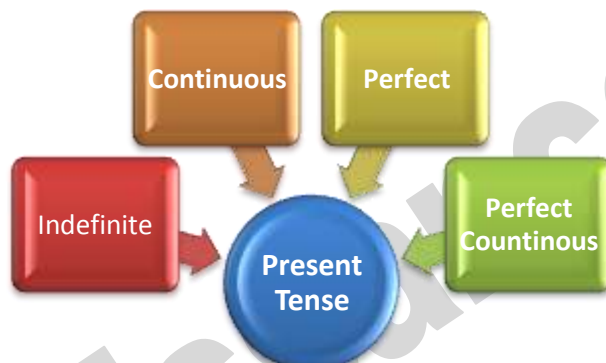 Continuous
Perfect
Indefinite
Perfect
Countinous
Present
Tense